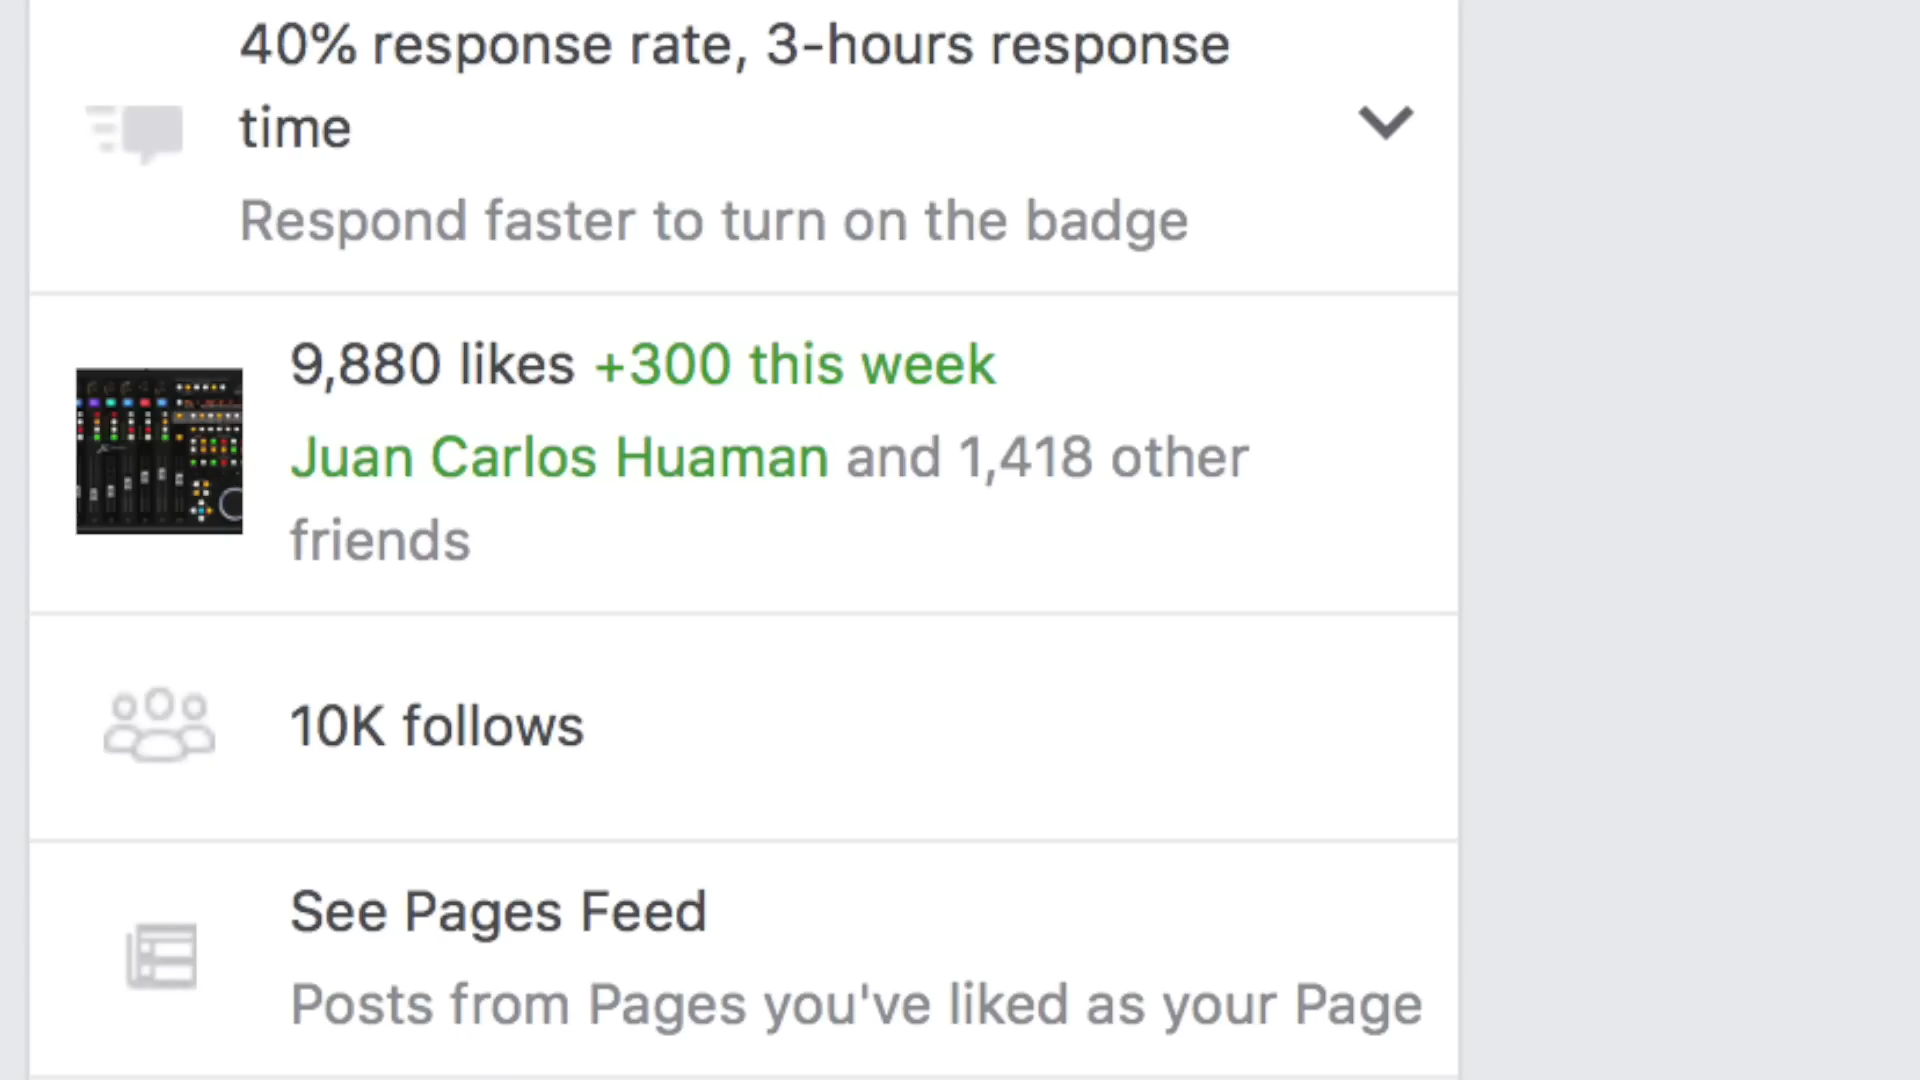 40% response rate, 3-hours response
time
Respond faster to turn on the badge
9,880 likes +300 this week
Juan Carlos Huaman and 1,418 other
friends
10K follows
See Pages Feed
Posts from Pages you've liked as your Page